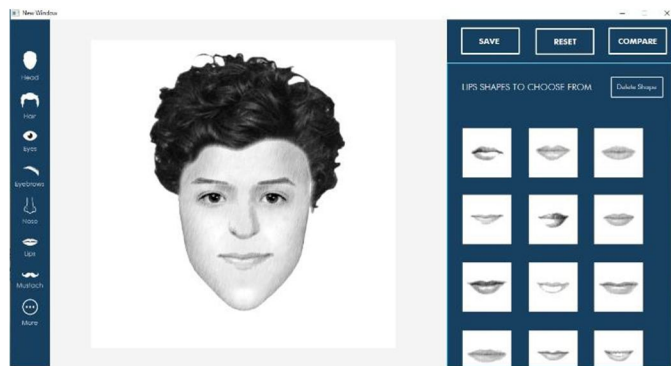 New Window
SAVE
RESET
COMPARE
LIPS SHAPES TO CHOOSE FROM
Delete Shape
Head
Hair
Eyes
Eyebrows
Nose
Lips
Mustach
More